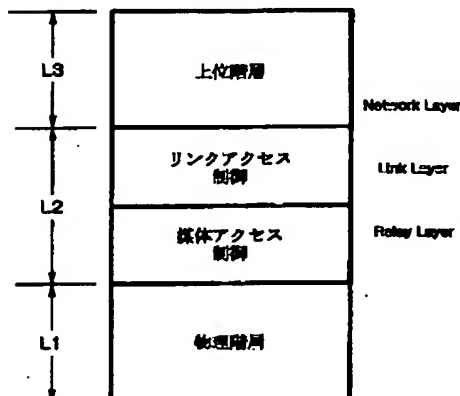 L3
上位階層
Network Layer
リンクアクセス
制御
Link Layer
L2
媒体アクセス
制御
Relay Layer
L1
物理階層